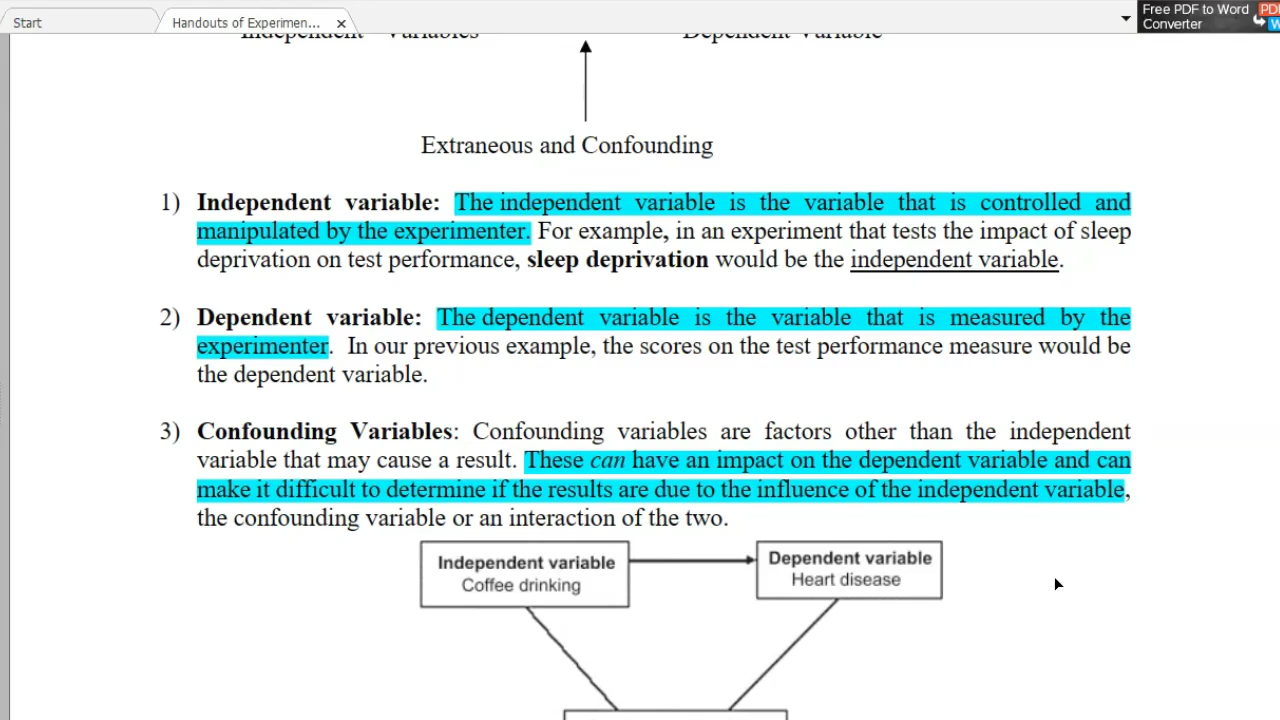 Start
Handouts of Experimen...
Free PDF to Word
Converter
Independent Variables
Dependent Variable
Extraneous and Confounding
1) Independent variable: The independent variable is the variable that is controlled and
manipulated by the experimenter. For example, in an experiment that tests the impact of sleep
deprivation on test performance, sleep deprivation would be the independent variable.
2) Dependent variable: The dependent variable is the variable that is measured by the
experimenter. In our previous example, the scores on the test performance measure would be
the dependent variable.
3) Confounding Variables: Confounding variables are factors other than the independent
variable that may cause a result. These can have an impact on the dependent variable and can
make it difficult to determine if the results are due to the influence of the independent variable,
the confounding variable or an interaction of the two.
Independent variable
Coffee drinking
Dependent variable
Heart disease